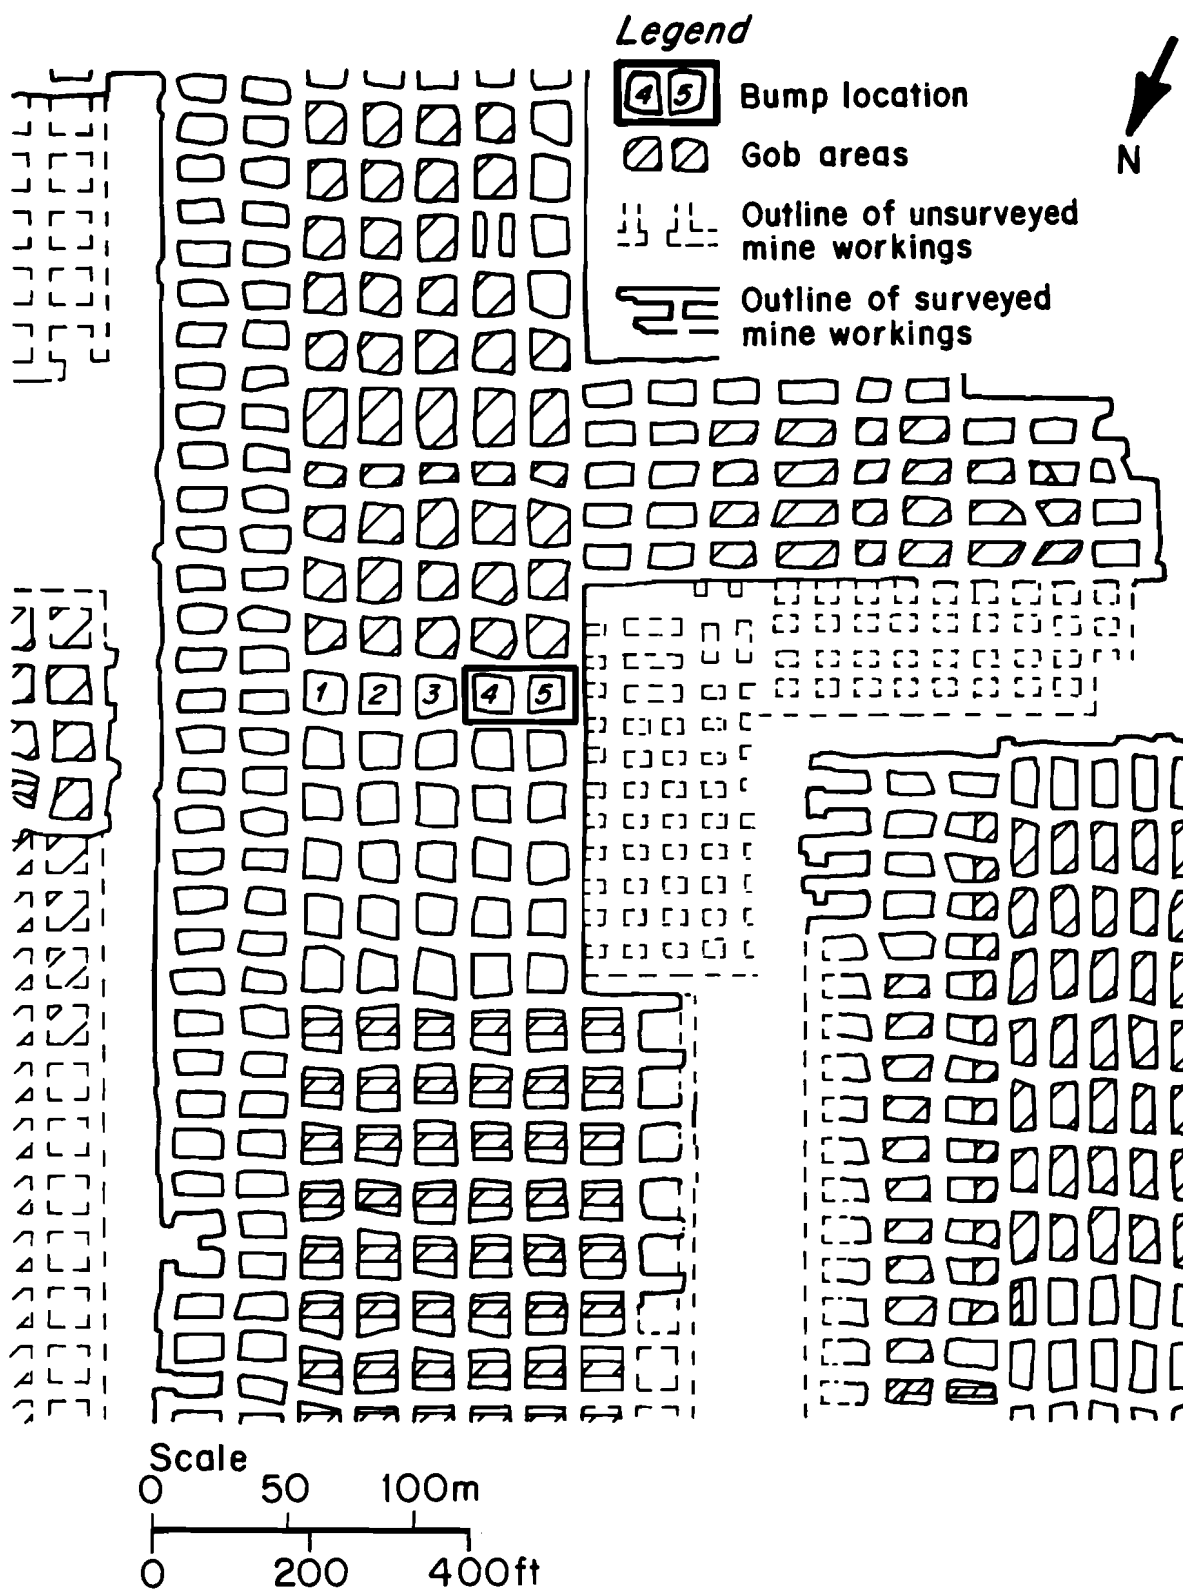 Legend
4 5 Bump location
Gob areas
Outline of unsurveyed
mine workings
Outline of surveyed
mine workings
N
1 2 3 4 5
Scale
0 50 100m
0 200 400ft